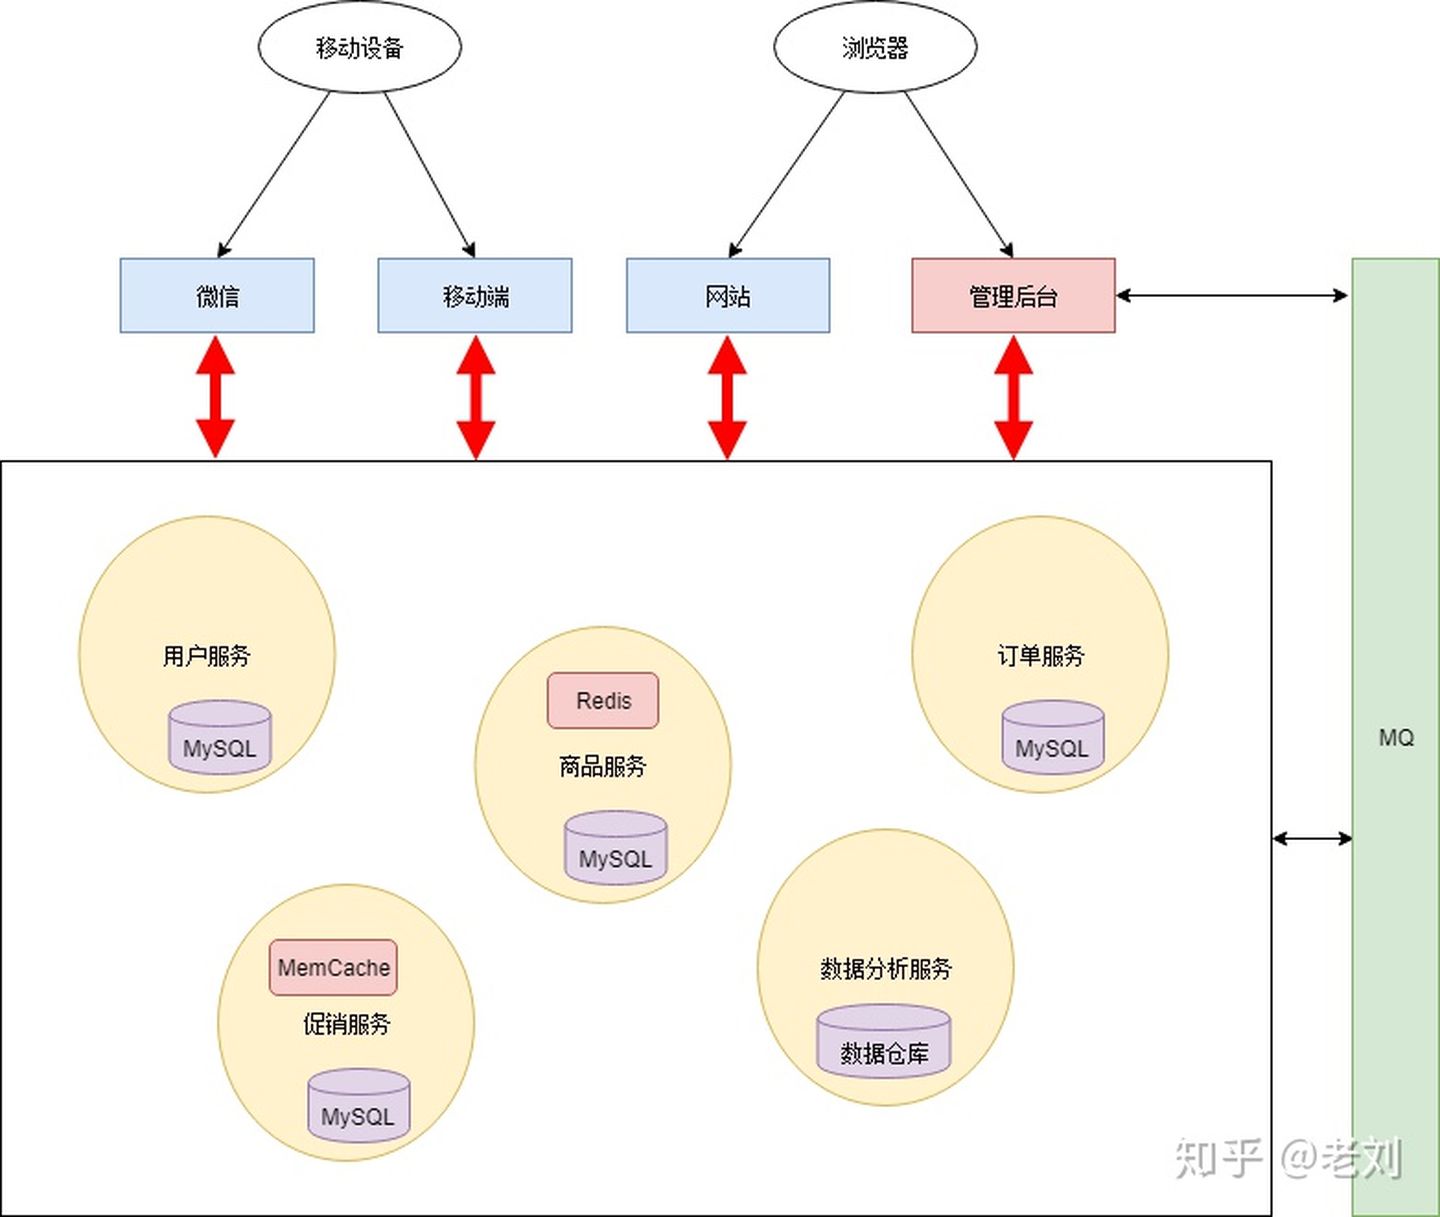 移动设备
浏览器
微信
移动端
网站
管理后台
用户服务
MySQL
Redis
商品服务
MySQL
订单服务
MySQL
MQ
MemCache
促销服务
MySQL
数据分析服务
数据仓库
知乎 @老刘